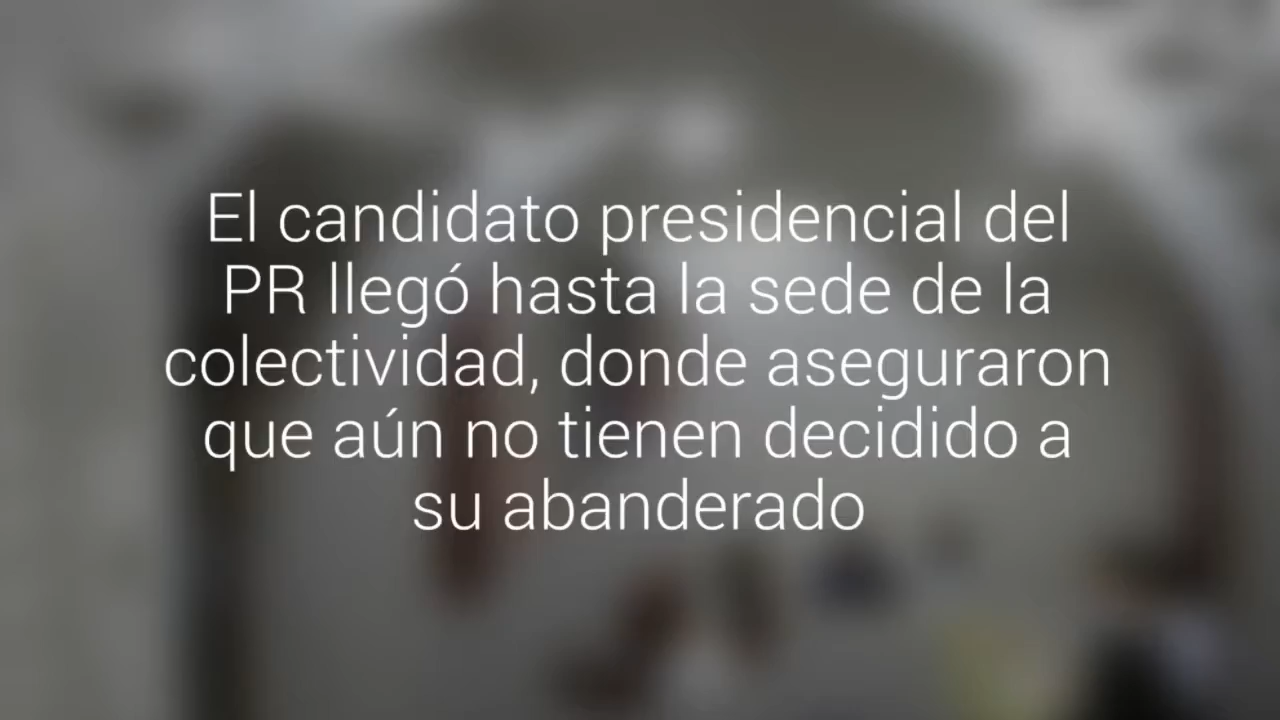 El candidato presidencial del
PR llegó hasta la sede de la
colectividad, donde aseguraron
que aún no tienen decidido a
su abanderado